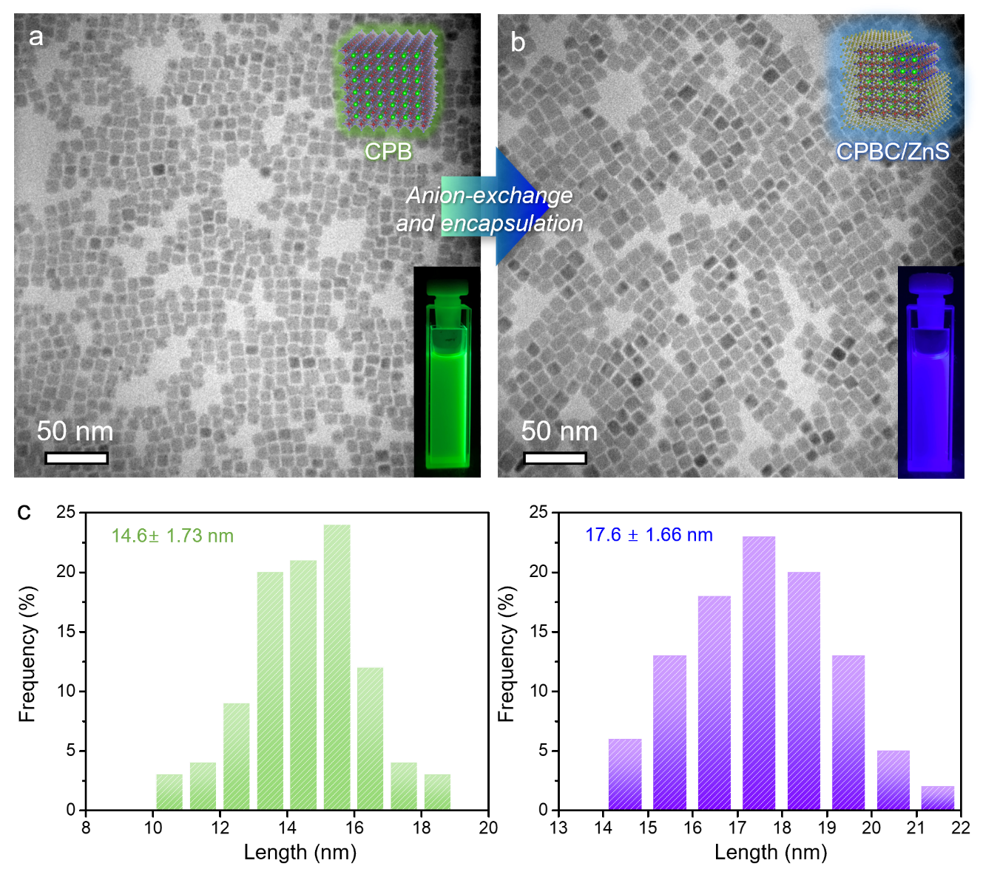 a
CPB
b
CPBC/ZnS
Anion-exchange
and encapsulation
50 nm
50 nm
c
25
20
15
10
5
0
14.6± 1.73 nm
Frequency (%)
8 10 12 14 16 18 20
Length (nm)
25
20
15
10
5
0
17.6 ± 1.66 nm
Frequency (%)
13 14 15 16 17 18 19 20 21 22
Length (nm)